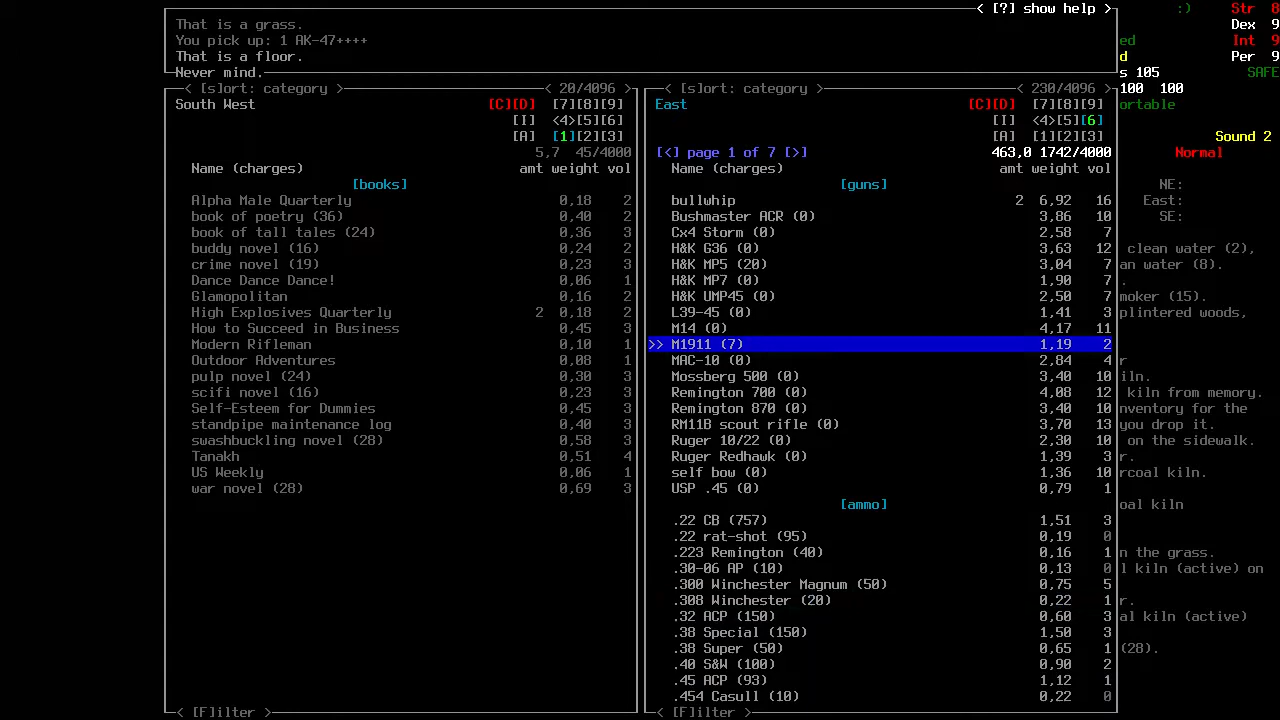 < [?] show help >
:)
Str 8
That is a grass.
Dex 9
You pick up: 1 AK-47++++
ed
Int 9
That is a floor.
d
Per 9
Never mind.
s 105
SAFE
< [s]ort: category >
< 20/4096 >
< [s]ort: category >
< 230/4096 >
100 100
South West
[C][D] [7][8][9]
East
[C][D] [7][8][9]
ortable
[I] <4>[5][6]
[I] <4>[5][6]
[A] [1][2][3]
[A] [1][2][3]
Sound 2
5,7 45/4000
[<] page 1 of 7 [>]
463,0 1742/4000
Normal
Name (charges) amt weight vol
Name (charges) amt weight vol
[books]
[guns]
NE:
Alpha Male Quarterly 0,18 2
bullwhip 2 6,92 16
East:
book of poetry (36) 0,40 2
Bushmaster ACR (0) 3,86 10
SE:
book of tall tales (24) 0,36 3
Cx4 Storm (0) 2,58 7
buddy novel (16) 0,24 2
H&K G36 (0) 3,63 12
clean water (2),
crime novel (19) 0,23 3
H&K MP5 (20) 3,04 7
an water (8).
Dance Dance Dance! 0,06 1
H&K MP7 (0) 1,90 7
.
Glamopolitan 0,16 2
H&K UMP45 (0) 2,50 7
moker (15).
High Explosives Quarterly 2 0,18 2
L39-45 (0) 1,41 3
plintered woods,
How to Succeed in Business 0,45 3
M14 (0) 4,17 11
Modern Rifleman 0,10 1
>> M1911 (7) 1,19 2
Outdoor Adventures 0,08 1
MAC-10 (0) 2,84 4
r
pulp novel (24) 0,30 3
Mossberg 500 (0) 3,40 10
iln.
scifi novel (16) 0,23 3
Remington 700 (0) 4,08 12
kiln from memory.
Self-Esteem for Dummies 0,45 3
Remington 870 (0) 3,40 10
nventory for the
standpipe maintenance log 0,40 3
RM11B scout rifle (0) 3,70 13
you drop it.
swashbuckling novel (28) 0,58 3
Ruger 10/22 (0) 2,30 10
on the sidewalk.
Tanakh 0,51 4
Ruger Redhawk (0) 1,39 3
r.
US Weekly 0,06 1
self bow (0) 1,36 10
rcoal kiln.
war novel (28) 0,69 3
USP .45 (0) 0,79 1
[ammo]
oal kiln
.22 CB (757) 1,51 3
.22 rat-shot (95) 0,19 0
.223 Remington (40) 0,16 1
n the grass.
.30-06 AP (10) 0,13 0
l kiln (active) on
.300 Winchester Magnum (50) 0,75 5
.308 Winchester (20) 0,22 1
r.
.32 ACP (150) 0,60 3
al kiln (active)
.38 Special (150) 1,50 3
.38 Super (50) 0,65 1
(28).
.40 S&W (100) 0,90 2
.45 ACP (93) 1,12 1
.454 Casull (10) 0,22 0
< [F]ilter >
< [F]ilter >